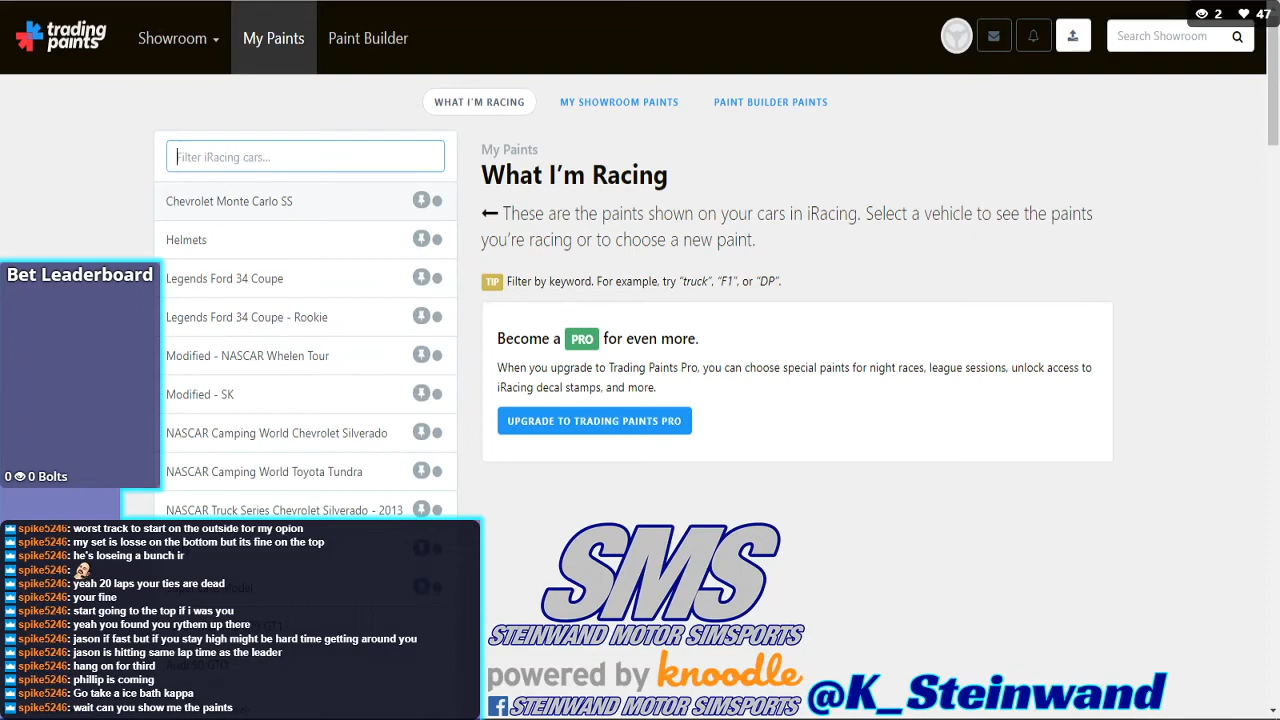 trading paints
Showroom
My Paints
Paint Builder
2
47
Search Showroom
WHAT I'M RACING
MY SHOWROOM PAINTS
PAINT BUILDER PAINTS
Filter iRacing cars...
Chevrolet Monte Carlo SS
Helmets
Legends Ford 34 Coupe
Legends Ford 34 Coupe - Rookie
Modified - NASCAR Whelen Tour
Modified - SK
NASCAR Camping World Chevrolet Silverado
NASCAR Camping World Toyota Tundra
NASCAR Truck Series Chevrolet Silverado - 2013
My Paints
What I'm Racing
These are the paints shown on your cars in iRacing. Select a vehicle to see the paints
you're racing or to choose a new paint.
TIP Filter by keyword. For example, try "truck", "F1", or "DP".
Become a PRO for even more.
When you upgrade to Trading Paints Pro, you can choose special paints for night races, league sessions, unlock access to
iRacing decal stamps, and more.
UPGRADE TO TRADING PAINTS PRO
Bet Leaderboard
0 0 Bolts
spike5246: worst track to start on the outside for my opion
spike5246: my set is losse on the bottom but its fine on the top
spike5246: he's loseing a bunch ir
spike5246:
spike5246: yeah 20 laps your ties are dead
spike5246: your fine
spike5246: start going to the top if i was you
spike5246: yeah you found you rythem up there
spike5246: jason if fast but if you stay high might be hard time getting around you
spike5246: jason is hitting same lap time as the leader
spike5246: hang on for third
spike5246: phillip is coming
spike5246: Go take a ice bath kappa
spike5246: wait can you show me the paints
SMS
STEINWAND MOTOR SIMSPORTS
powered by knoodle
STEINWAND MOTOR SIMSPORTS
@K_Steinwand